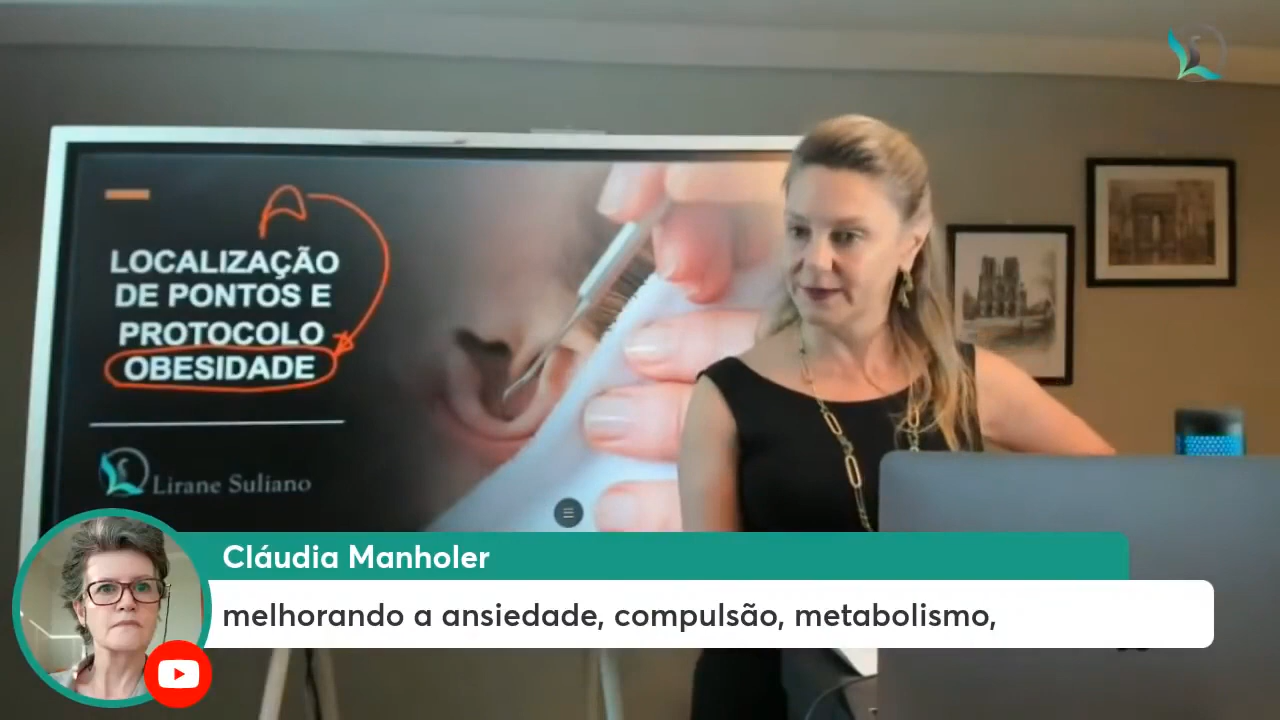 A
LOCALIZAÇÃO
DE PONTOS E
PROTOCOLO
OBESIDADE
Lirane Suliano
Cláudia Manholer
melhorando a ansiedade, compulsão, metabolismo,